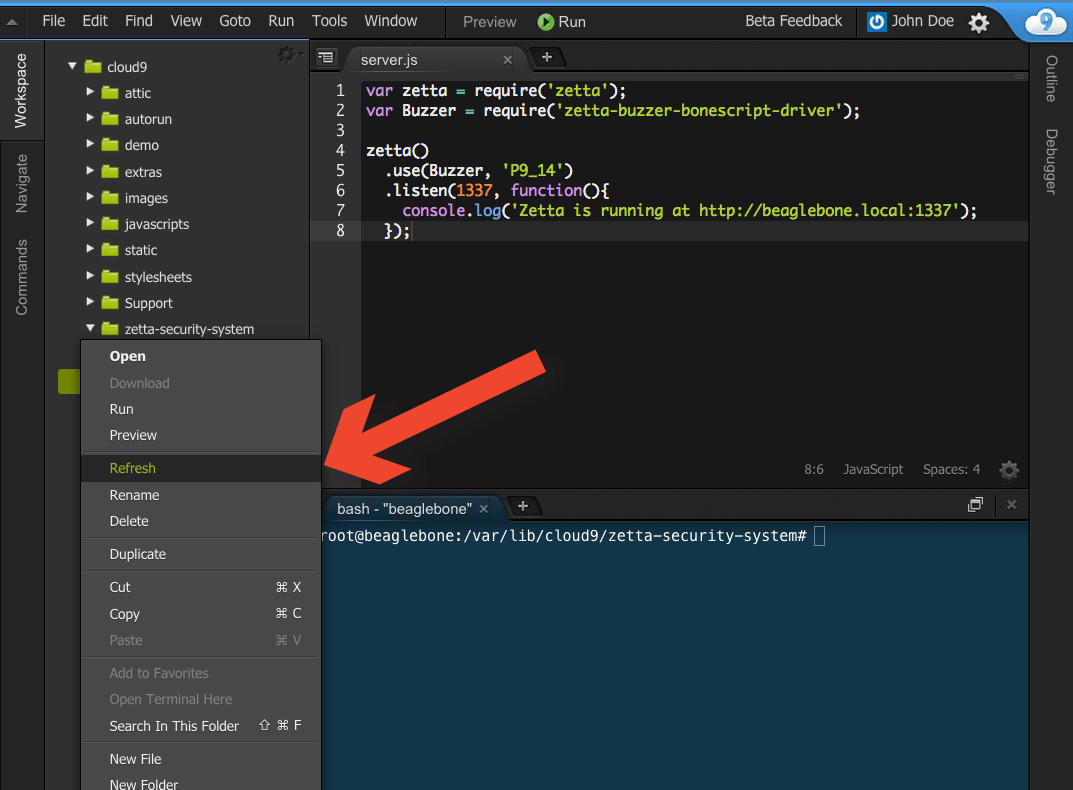 File Edit Find View Goto Run Tools Window Preview Run Beta Feedback John Doe 9
Workspace
Navigate
Commands
cloud9
attic
autorun
demo
extras
images
javascripts
static
stylesheets
Support
zetta-security-system
server.js
1 var zetta = require('zetta');
2 var Buzzer = require('zetta-buzzer-bonescript-driver');
3
4 zetta()
5 .use(Buzzer, 'P9_14')
6 .listen(1337, function(){
7 console.log('Zetta is running at http://beaglebone.local:1337');
8 });
8:6 JavaScript Spaces: 4
Outline
Debugger
Open
Download
Run
Preview
Refresh
Rename
Delete
Duplicate
Cut ⌘ X
Copy ⌘ C
Paste ⌘ V
Add to Favorites
Open Terminal Here
Search In This Folder ⇧ ⌘ F
New File
New Folder
bash - "beaglebone"
root@beaglebone:/var/lib/cloud9/zetta-security-system#